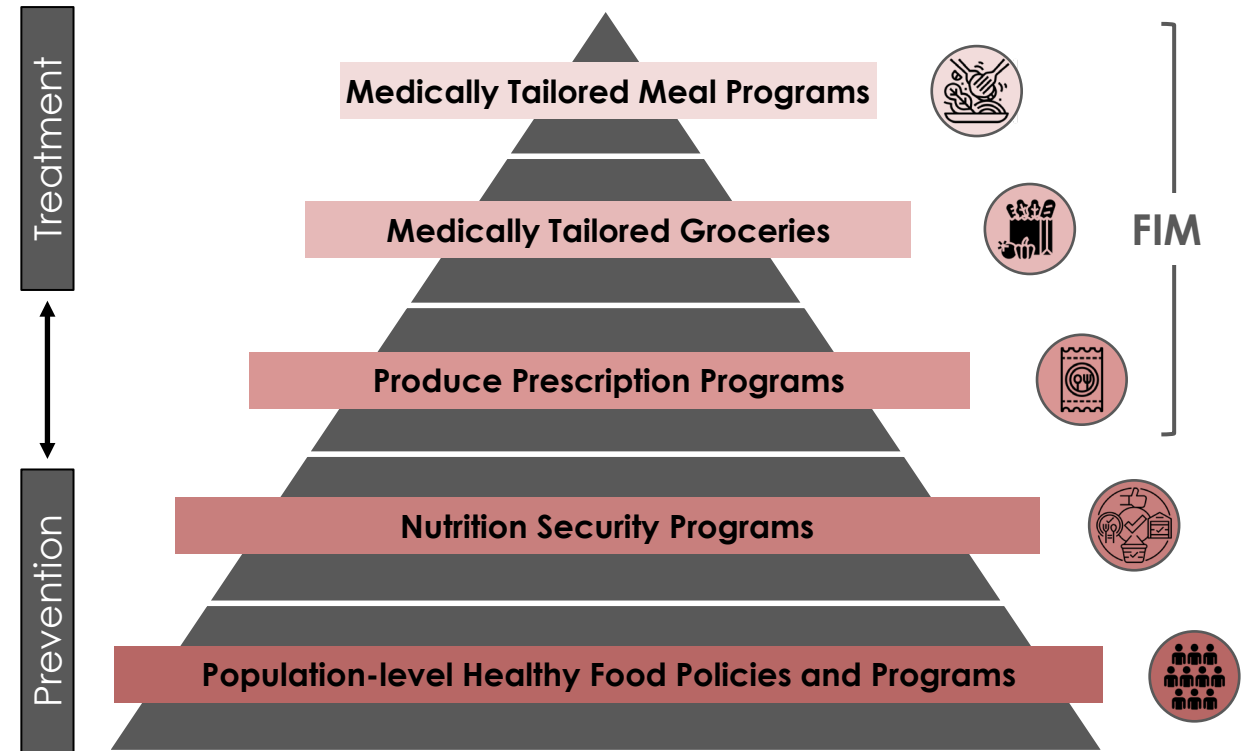 Treatment
Medically Tailored Meal Programs
Medically Tailored Groceries
FIM
Produce Prescription Programs
Nutrition Security Programs
Prevention
Population-level Healthy Food Policies and Programs